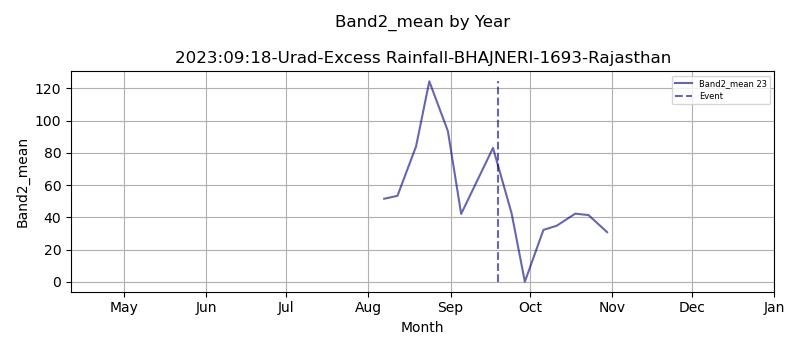 Band2_mean by Year
2023:09:18-Urad-Excess Rainfall-BHAJNERI-1693-Rajasthan
Band2_mean 23
Event
120
100
80
60
40
20
0
Band2_mean
May Jun Jul Aug Sep Oct Nov Dec Jan
Month